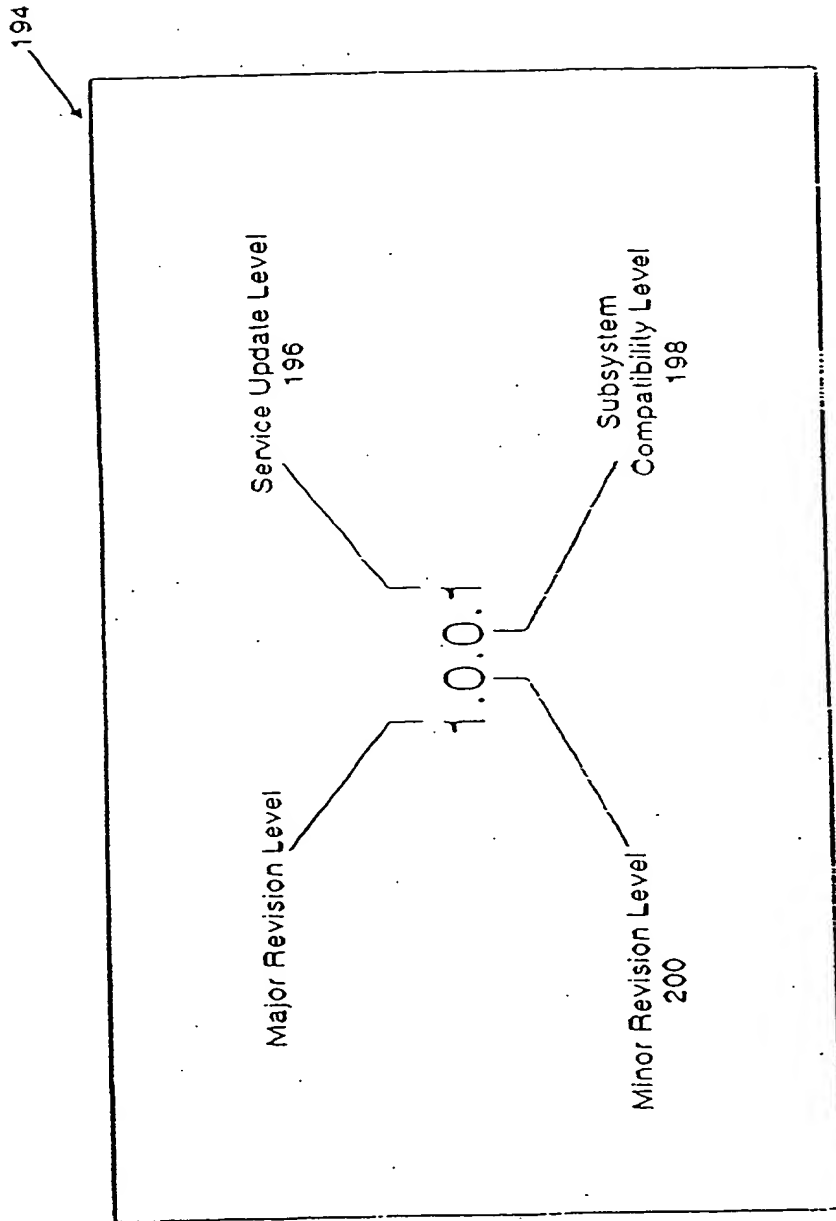 194
Major Revision Level
Service Update Level
196
1.0.0.1
Minor Revision Level
200
Subsystem
Compatibility Level
198